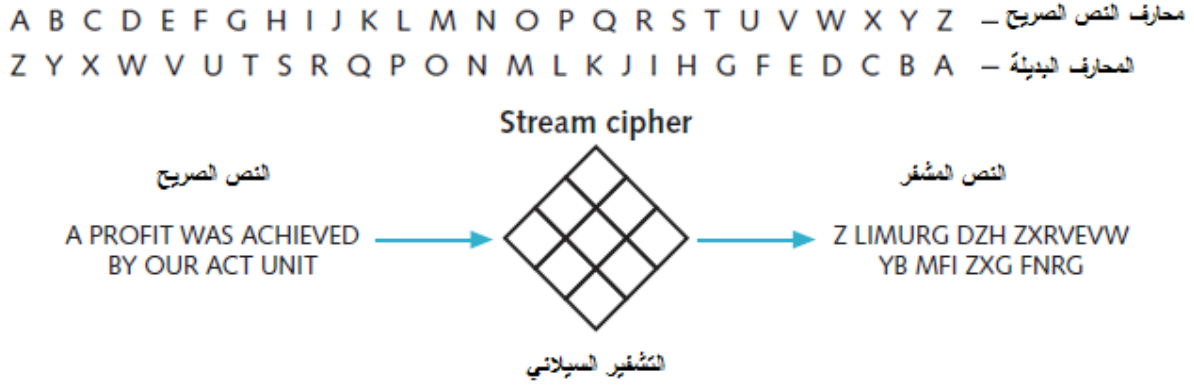 A B C D E F G H I J K L M N O P Q R S T U V W X Y Z – محارف النص الصريح
Z Y X W V U T S R Q P O N M L K J I H G F E D C B A – المحارف البديلة
Stream cipher
النص الصريح
النص المشفر
A PROFIT WAS ACHIEVED
BY OUR ACT UNIT
Z LIMURG DZH ZXRVEVW
YB MFI ZXG FNRG
التشفير السيلاني